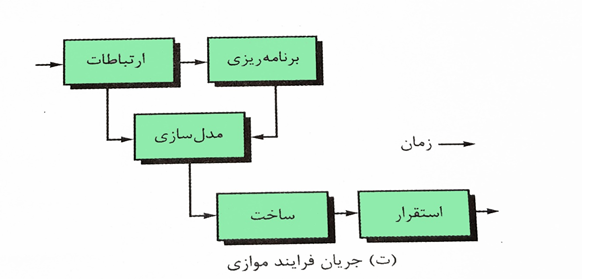 ارتباطات
برنامه‌ریزی
مدل‌سازی
زمان
ساخت
استقرار
(ت) جریان فرایند موازی